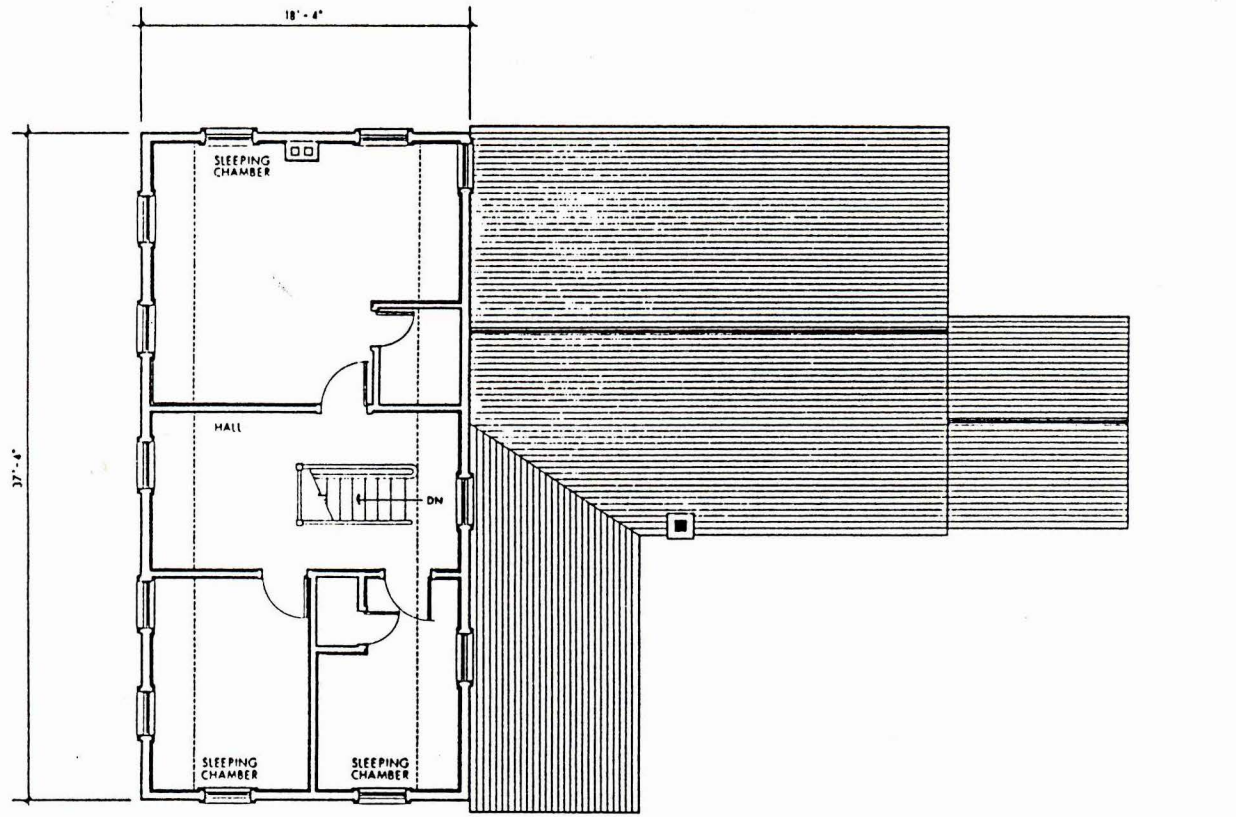 18' - 4"
SLEEPING
CHAMBER
HALL
37'- 4"
DN
SLEEPING
CHAMBER
SLEEPING
CHAMBER